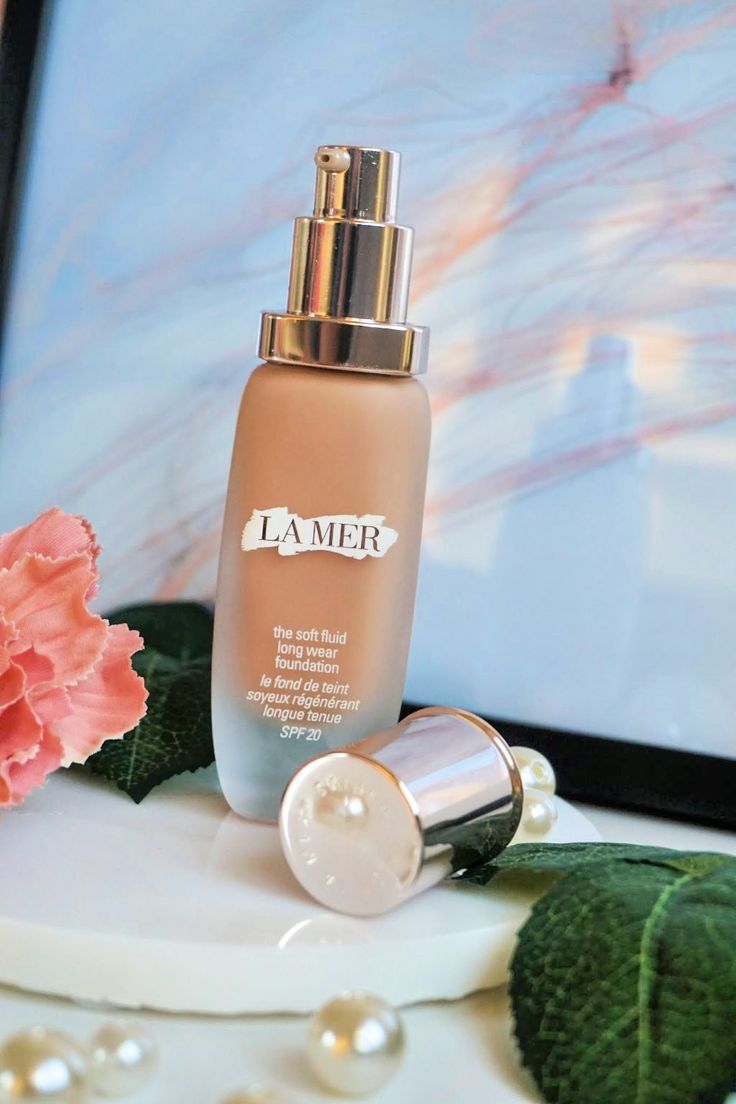 LA MER
the soft fluid
long wear
foundation
le fond de teint
soyeux régénérant
longue tenue
SPF 20